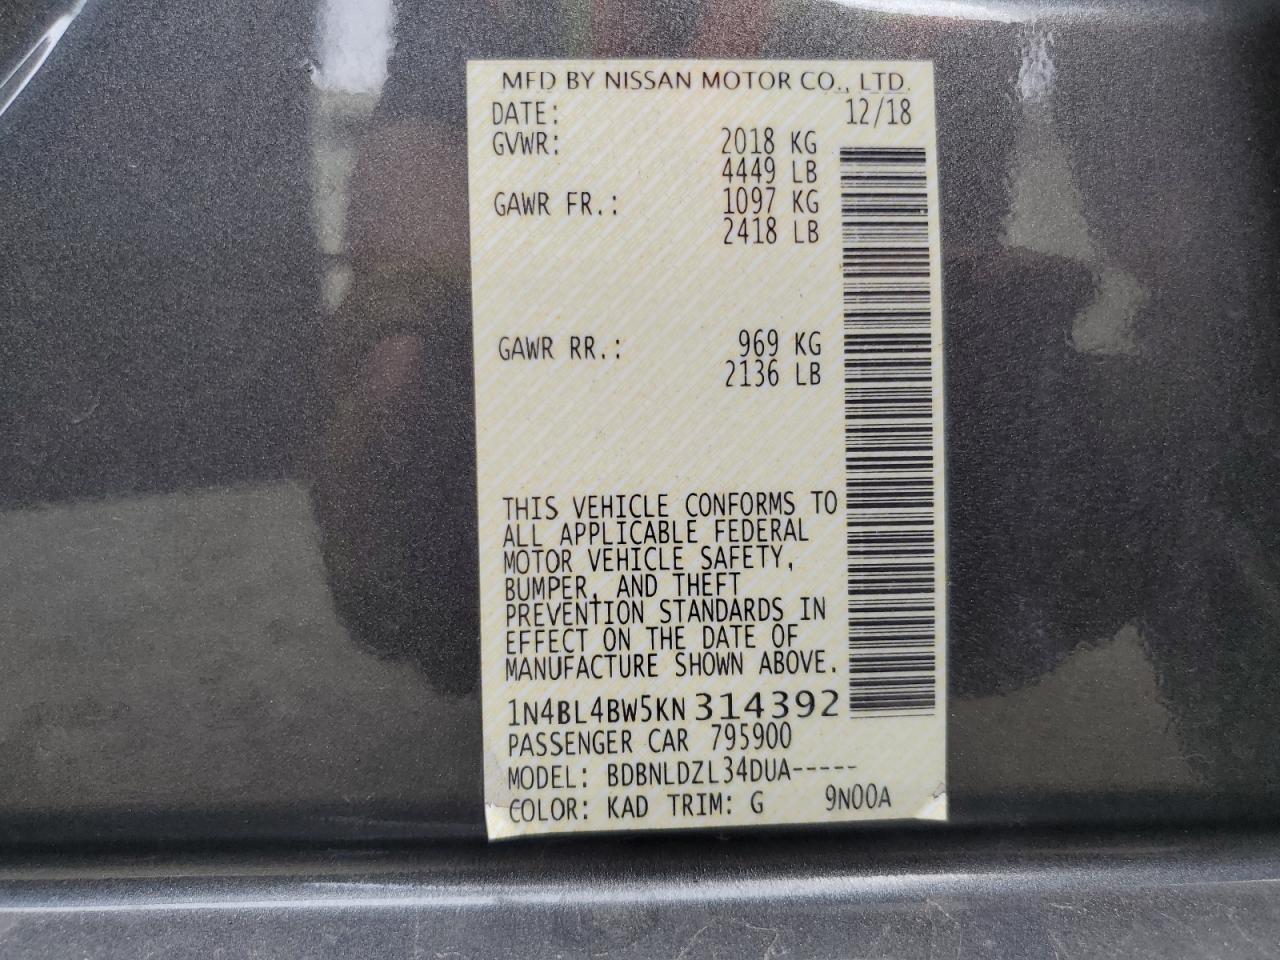 MFD BY NISSAN MOTOR CO., LTD.
DATE: 12/18
GVWR: 2018 KG
4449 LB
GAWR FR.: 1097 KG
2418 LB
GAWR RR.: 969 KG
2136 LB
THIS VEHICLE CONFORMS TO
ALL APPLICABLE FEDERAL
MOTOR VEHICLE SAFETY,
BUMPER, AND THEFT
PREVENTION STANDARDS IN
EFFECT ON THE DATE OF
MANUFACTURE SHOWN ABOVE.
1N4BL4BW5KN314392
PASSENGER CAR 795900
MODEL: BDBNLDZL34DUA-----
COLOR: KAD TRIM: G 9N00A